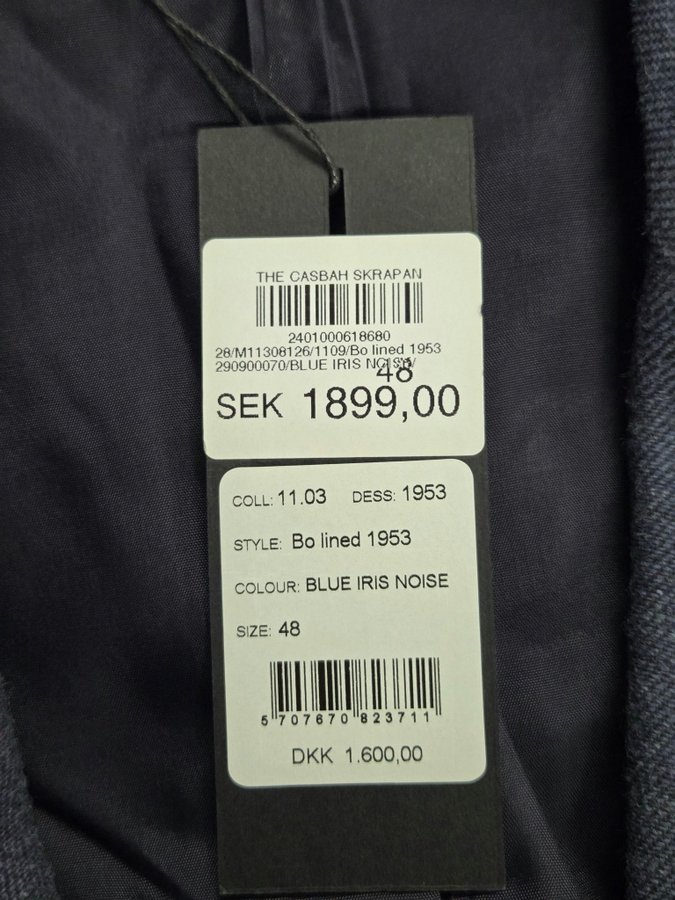 THE CASBAH SKRAPAN
2401000618680
28/M11308126/1109/Bo lined 1953
290900070/BLUE IRIS NOISE/
48
SEK 1899,00
COLL: 11.03 DESS: 1953
STYLE: Bo lined 1953
COLOUR: BLUE IRIS NOISE
SIZE: 48
5 707670 823711
DKK 1.600,00